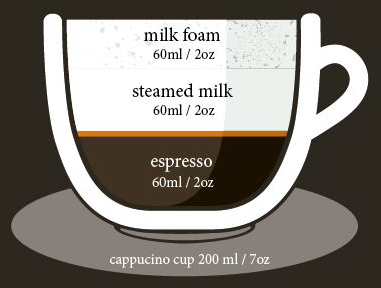 milk foam
60ml / 2oz
steamed milk
60ml / 2oz
espresso
60ml / 2oz
cappucino cup 200 ml / 7oz